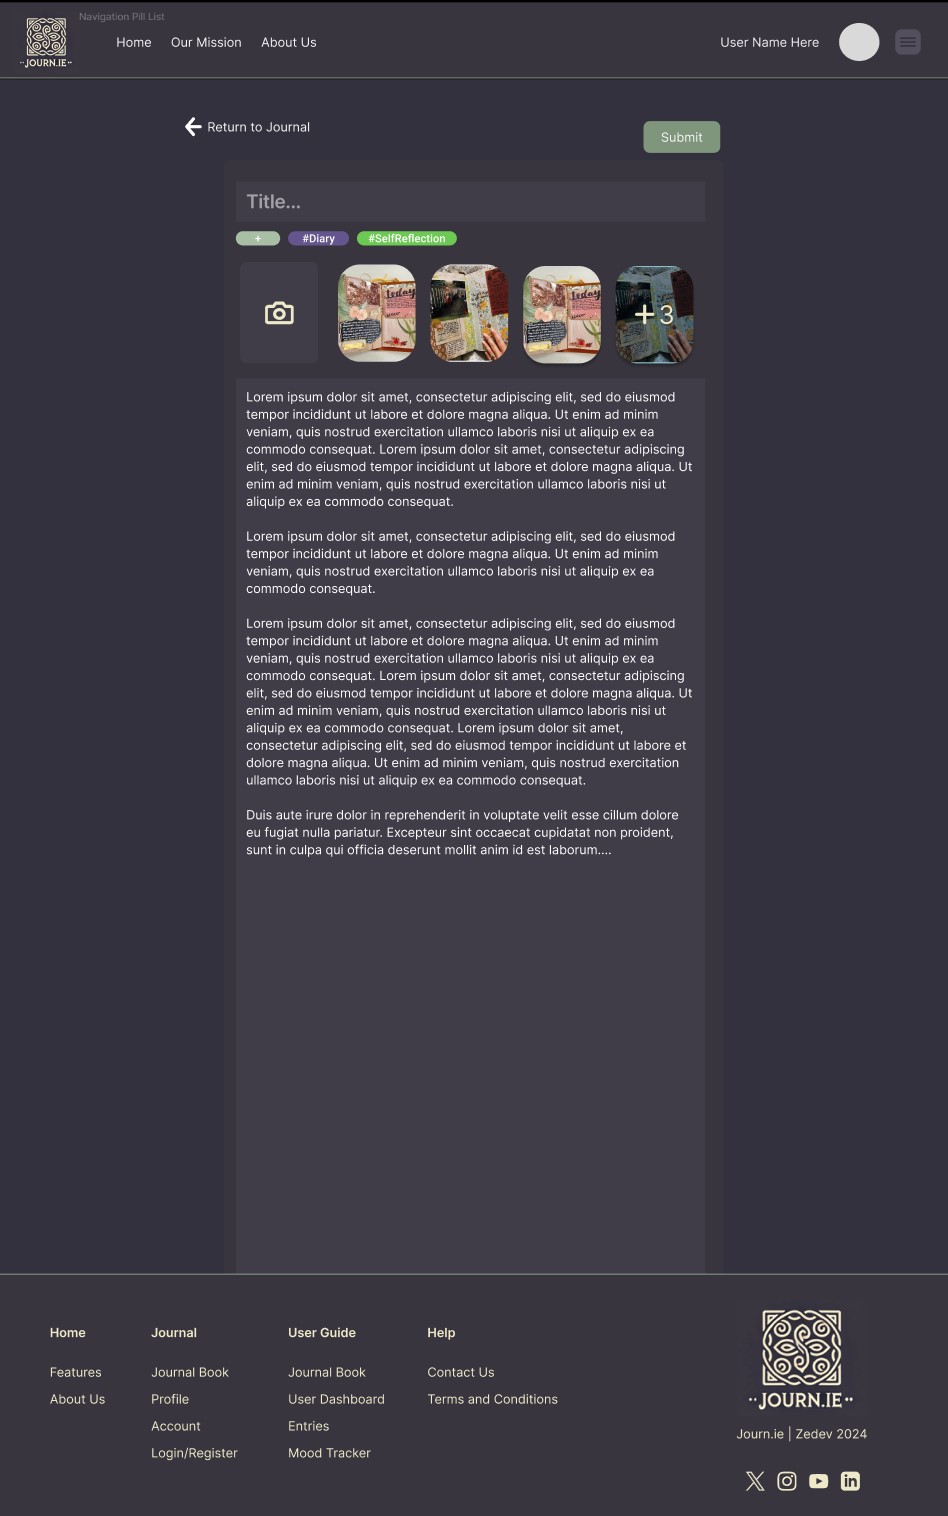 Navigation Pill List
JOURN.IE
Home Our Mission About Us
User Name Here
Return to Journal
Submit
Title...
+ #Diary #SelfReflection
today
+3
Lorem ipsum dolor sit amet, consectetur adipiscing elit, sed do eiusmod
tempor incididunt ut labore et dolore magna aliqua. Ut enim ad minim
veniam, quis nostrud exercitation ullamco laboris nisi ut aliquip ex ea
commodo consequat. Lorem ipsum dolor sit amet, consectetur adipiscing
elit, sed do eiusmod tempor incididunt ut labore et dolore magna aliqua. Ut
enim ad minim veniam, quis nostrud exercitation ullamco laboris nisi ut
aliquip ex ea commodo consequat.
Lorem ipsum dolor sit amet, consectetur adipiscing elit, sed do eiusmod
tempor incididunt ut labore et dolore magna aliqua. Ut enim ad minim
veniam, quis nostrud exercitation ullamco laboris nisi ut aliquip ex ea
commodo consequat.
Lorem ipsum dolor sit amet, consectetur adipiscing elit, sed do eiusmod
tempor incididunt ut labore et dolore magna aliqua. Ut enim ad minim
veniam, quis nostrud exercitation ullamco laboris nisi ut aliquip ex ea
commodo consequat. Lorem ipsum dolor sit amet, consectetur adipiscing
elit, sed do eiusmod tempor incididunt ut labore et dolore magna aliqua. Ut
enim ad minim veniam, quis nostrud exercitation ullamco laboris nisi ut
aliquip ex ea commodo consequat. Lorem ipsum dolor sit amet,
consectetur adipiscing elit, sed do eiusmod tempor incididunt ut labore et
dolore magna aliqua. Ut enim ad minim veniam, quis nostrud exercitation
ullamco laboris nisi ut aliquip ex ea commodo consequat.
Duis aute irure dolor in reprehenderit in voluptate velit esse cillum dolore
eu fugiat nulla pariatur. Excepteur sint occaecat cupidatat non proident,
sunt in culpa qui officia deserunt mollit anim id est laborum....
Home
Features
About Us
Journal
Journal Book
Profile
Account
Login/Register
User Guide
Journal Book
User Dashboard
Entries
Mood Tracker
Help
Contact Us
Terms and Conditions
JOURN.IE
Journ.ie | Zedev 2024